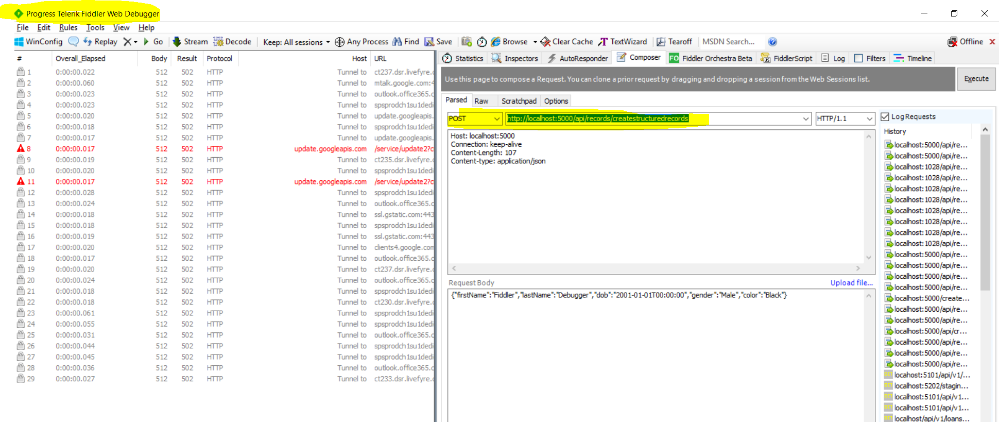 Progress Telerik Fiddler Web Debugger
File Edit Rules Tools View Help
WinConfig Replay Go Stream Decode Keep: All sessions Any Process Find Save Browse Clear Cache TextWizard Tearoff MSDN Search... Offline X
# Overall_Elapsed Body Result Protocol Host URL
1 0:00:00.022 512 502 HTTP Tunnel to ct237.dsr.livefyre.c
2 0:00:00.060 512 502 HTTP Tunnel to mtalk.google.com:4
3 0:00:00.023 512 502 HTTP Tunnel to outlook.office365.c
4 0:00:00.023 512 502 HTTP Tunnel to spsprodch1su1dedi
5 0:00:00.020 512 502 HTTP Tunnel to update.googleapis.
6 0:00:00.018 512 502 HTTP Tunnel to spsprodch1su1dedi
7 0:00:00.017 512 502 HTTP Tunnel to update.googleapis.
8 0:00:00.017 512 502 HTTP update.googleapis.com /service/update2?c
9 0:00:00.019 512 502 HTTP Tunnel to ct235.dsr.livefyre.c
10 0:00:00.020 512 502 HTTP Tunnel to spsprodch1su1dedi
11 0:00:00.017 512 502 HTTP update.googleapis.com /service/update2?c
12 0:00:00.028 512 502 HTTP Tunnel to spsprodch1su1dedi
13 0:00:00.024 512 502 HTTP Tunnel to outlook.office365.c
14 0:00:00.018 512 502 HTTP Tunnel to ssl.gstatic.com:443
15 0:00:00.018 512 502 HTTP Tunnel to spsprodch1su1dedi
16 0:00:00.019 512 502 HTTP Tunnel to ssl.gstatic.com:443
17 0:00:00.020 512 502 HTTP Tunnel to clients4.google.com
18 0:00:00.017 512 502 HTTP Tunnel to outlook.office365.c
19 0:00:00.020 512 502 HTTP Tunnel to ct237.dsr.livefyre.c
20 0:00:00.024 512 502 HTTP Tunnel to outlook.office365.c
21 0:00:00.018 512 502 HTTP Tunnel to spsprodch1su1dedi
22 0:00:00.018 512 502 HTTP Tunnel to ct230.dsr.livefyre.c
23 0:00:00.061 512 502 HTTP Tunnel to spsprodch1su1dedi
24 0:00:00.055 512 502 HTTP Tunnel to spsprodch1su1dedi
25 0:00:00.031 512 502 HTTP Tunnel to outlook.office365.c
26 0:00:00.044 512 502 HTTP Tunnel to spsprodch1su1dedi
27 0:00:00.045 512 502 HTTP Tunnel to spsprodch1su1dedi
28 0:00:00.036 512 502 HTTP Tunnel to outlook.office365.c
29 0:00:00.027 512 502 HTTP Tunnel to ct233.dsr.livefyre.c
Statistics Inspectors AutoResponder Composer FO Fiddler Orchestra Beta FiddlerScript Log Filters Timeline
Use this page to compose a Request. You can clone a prior request by dragging and dropping a session from the Web Sessions list.
Execute
Parsed Raw Scratchpad Options
POST http://localhost:5000/api/records/createstructuredrecords HTTP/1.1
Host: localhost:5000
Connection: keep-alive
Content-Length: 107
Content-type: application/json
Request Body Upload file...
{"firstName":"Fiddler","lastName":"Debugger","dob":"2001-01-01T00:00:00","gender":"Male","color":"Black"}
Log Requests
History
localhost:5000/api/re...
localhost:5000/api/re...
localhost:1028/api/re...
localhost:1028/api/re...
localhost:1028/api/re...
localhost:1028/api/re...
localhost:1028/api/re...
localhost:1028/api/re...
localhost:1028/api/re...
localhost:1028/api/re...
localhost:5000/api/re...
localhost:5000/api/re...
localhost:5000/api/re...
localhost:5000/api/re...
localhost:5000/create...
localhost:5000/api/re...
localhost:5000/api/re...
localhost:5000/api/cr...
localhost:5000/api/re...
localhost:5000/api/re...
localhost:5000/api/re...
GET locahost:5101/api/v1/...
GET localhost:5202/stagin...
GET localhost:5101/api/v1...
GET localhost:5101/api/v1...
GET localhost/api/v1/loans...